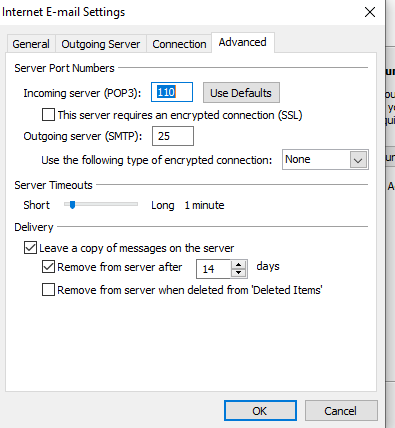 Internet E-mail Settings
General Outgoing Server Connection Advanced
Server Port Numbers
Incoming server (POP3): 110 Use Defaults
This server requires an encrypted connection (SSL)
Outgoing server (SMTP): 25
Use the following type of encrypted connection: None
Server Timeouts
Short Long 1 minute
Delivery
Leave a copy of messages on the server
Remove from server after 14 days
Remove from server when deleted from 'Deleted Items'
OK Cancel